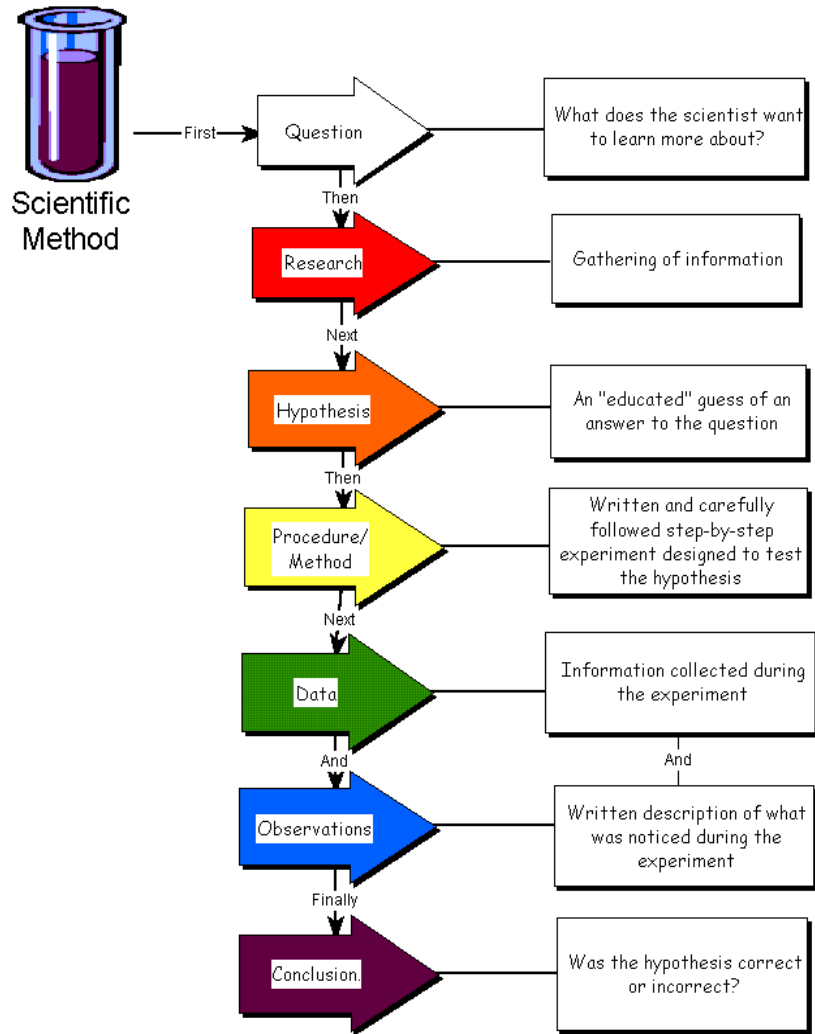 Scientific
Method
First
Question
What does the scientist want
to learn more about?
Then
Research
Gathering of information
Next
Hypothesis
An "educated" guess of an
answer to the question
Then
Procedure/
Method
Written and carefully
followed step-by-step
experiment designed to test
the hypothesis
Next
Data
Information collected during
the experiment
And
And
Observations
Written description of what
was noticed during the
experiment
Finally
Conclusion.
Was the hypothesis correct
or incorrect?